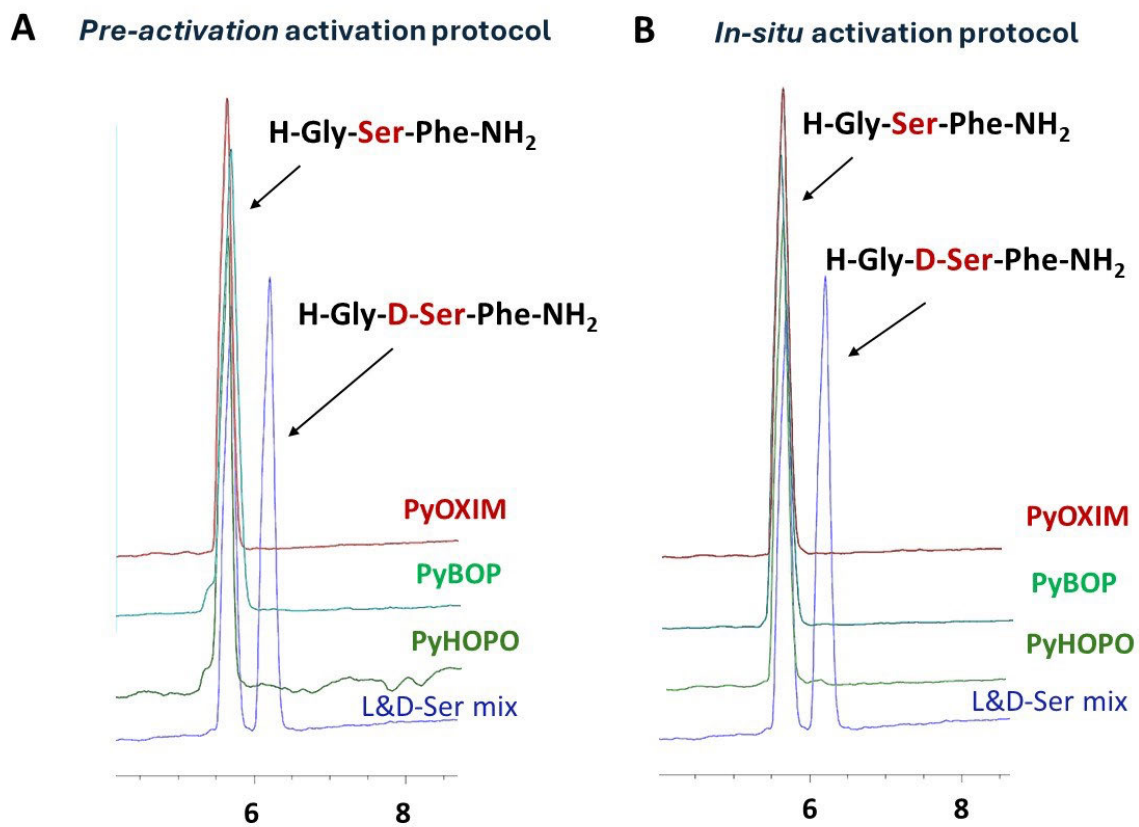 A Pre-activation activation protocol
H-Gly-Ser-Phe-NH₂
H-Gly-D-Ser-Phe-NH₂
PyOXIM
PyBOP
PyHOPO
L&D-Ser mix
6 8
B In-situ activation protocol
H-Gly-Ser-Phe-NH₂
H-Gly-D-Ser-Phe-NH₂
PyOXIM
PyBOP
PyHOPO
L&D-Ser mix
6 8